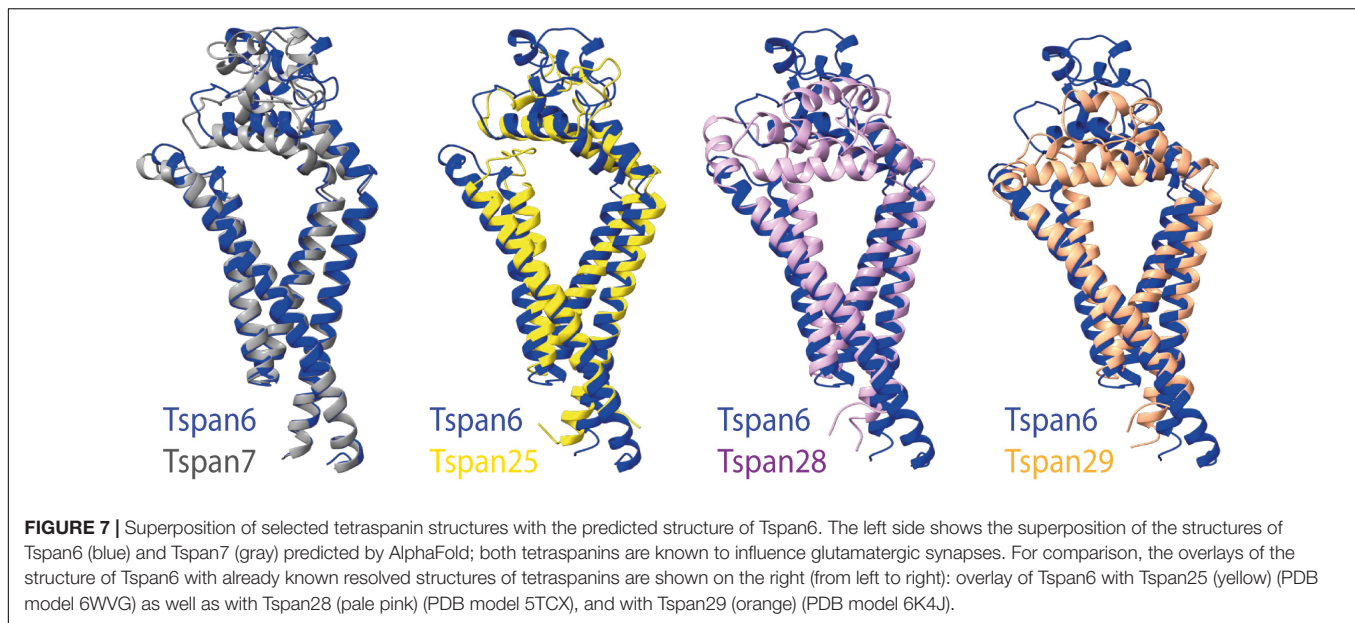 Tspan6
Tspan7
Tspan6
Tspan25
Tspan6
Tspan28
Tspan6
Tspan29
FIGURE 7 | Superposition of selected tetraspanin structures with the predicted structure of Tspan6. The left side shows the superposition of the structures of
Tspan6 (blue) and Tspan7 (gray) predicted by AlphaFold; both tetraspanins are known to influence glutamatergic synapses. For comparison, the overlays of the
structure of Tspan6 with already known resolved structures of tetraspanins are shown on the right (from left to right): overlay of Tspan6 with Tspan25 (yellow) (PDB
model 6WVG) as well as with Tspan28 (pale pink) (PDB model 5TCX), and with Tspan29 (orange) (PDB model 6K4J).